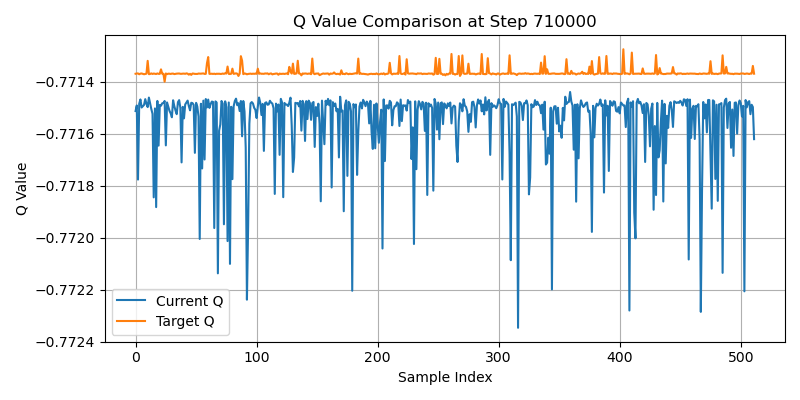 Q Value Comparison at Step 710000
Q Value
−0.7714
−0.7716
−0.7718
−0.7720
−0.7722
−0.7724
Current Q
Target Q
0 100 200 300 400 500
Sample Index